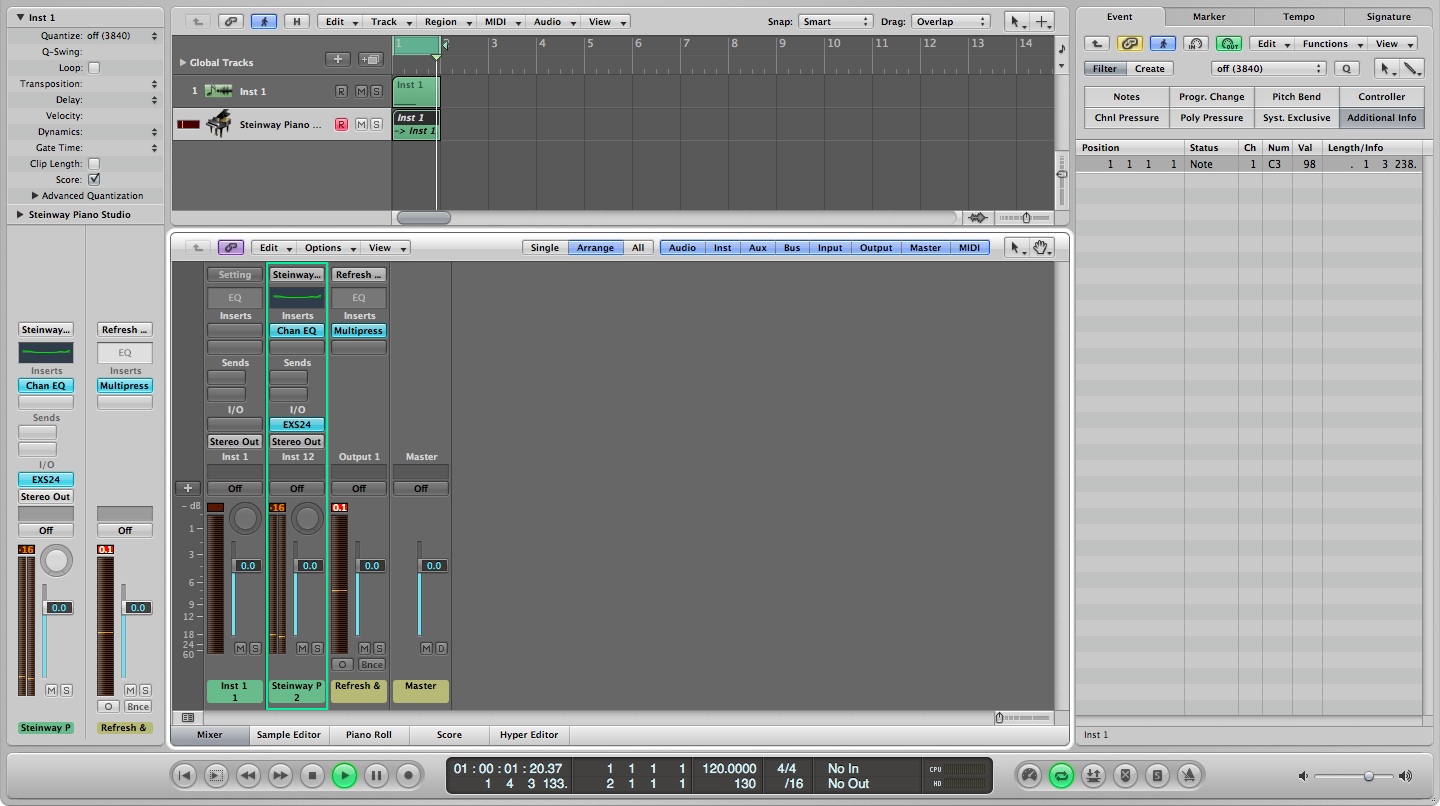 Inst 1
Quantize: off (3840)
Q-Swing:
Loop:
Transposition:
Delay:
Velocity:
Dynamics:
Gate Time:
Clip Length:
Score:
Advanced Quantization
Steinway Piano Studio
Steinway... Refresh ...
EQ
Inserts Inserts
Chan EQ Multipress
Sends
I/O
EXS24
Stereo Out
Off Off
-16 0.1
0.0 0.0
M S M S
O Bnce
Steinway P Refresh &
H Edit Track Region MIDI Audio View Snap: Smart Drag: Overlap
1 2 3 4 5 6 7 8 9 10 11 12 13 14
Global Tracks
1 Inst 1 R M S Inst 1
Steinway Piano ... R M S Inst 1
-> Inst 1
Edit Options View Single Arrange All Audio Inst Aux Bus Input Output Master MIDI
Setting Steinway... Refresh ...
EQ EQ
Inserts Inserts Inserts
Chan EQ Multipress
Sends Sends
I/O I/O
EXS24
Stereo Out Stereo Out
Inst 1 Inst 12 Output 1 Master
Off Off Off Off
- dB -16 0.1
1
3
0.0 0.0 0.0 0.0
6
9
12
18
24
60
M S M S M S M D
O Bnce
Inst 1 Steinway P Refresh & Master
1 2
Mixer Sample Editor Piano Roll Score Hyper Editor
Event Marker Tempo Signature
IN OUT Edit Functions View
Filter Create off (3840) Q
Notes Progr. Change Pitch Bend Controller
Chnl Pressure Poly Pressure Syst. Exclusive Additional Info
Position Status Ch Num Val Length/Info
1 1 1 1 Note 1 C3 98 . 1 3 238.
Inst 1
01 : 00 : 01 : 20.37 1 1 1 1 120.0000 4/4 No In CPU
1 4 3 133. 2 1 1 1 130 /16 No Out HD
S